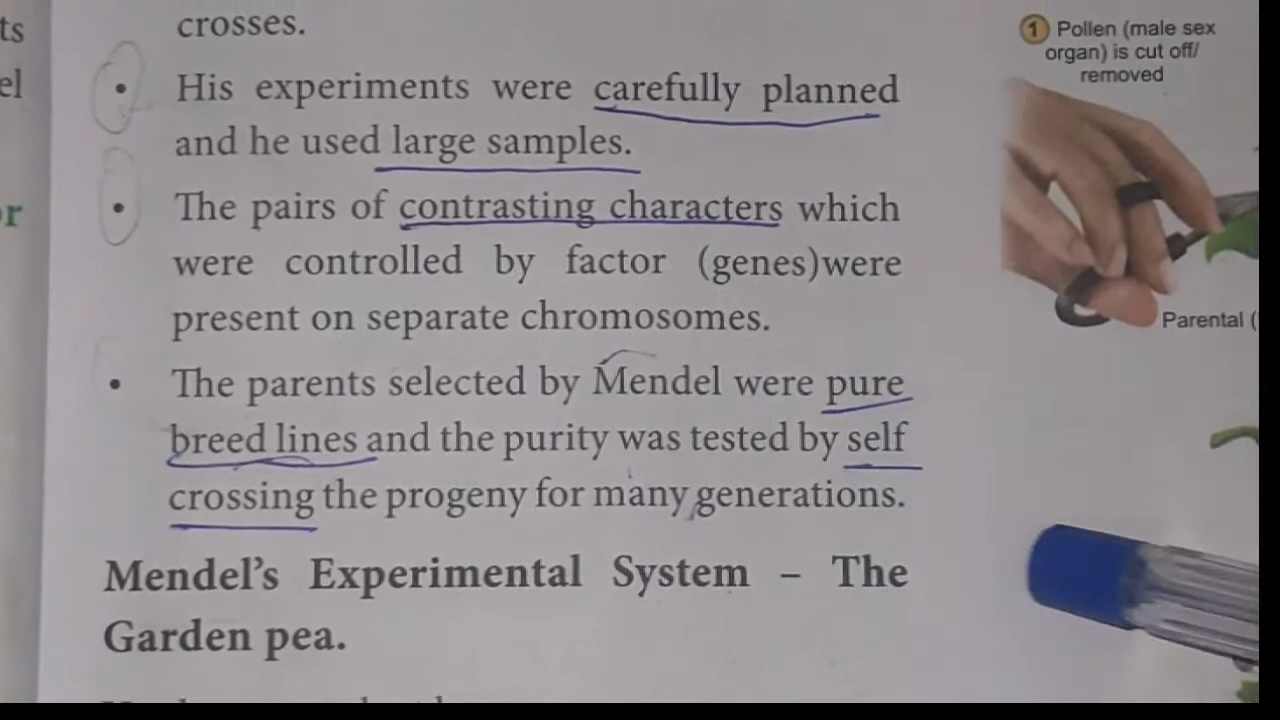 ts
el
r
crosses.
• His experiments were carefully planned
and he used large samples.
• The pairs of contrasting characters which
were controlled by factor (genes)were
present on separate chromosomes.
• The parents selected by Mendel were pure
breed lines and the purity was tested by self
crossing the progeny for many generations.
Mendel’s Experimental System – The
Garden pea.
1 Pollen (male sex
organ) is cut off/
removed
Parental (